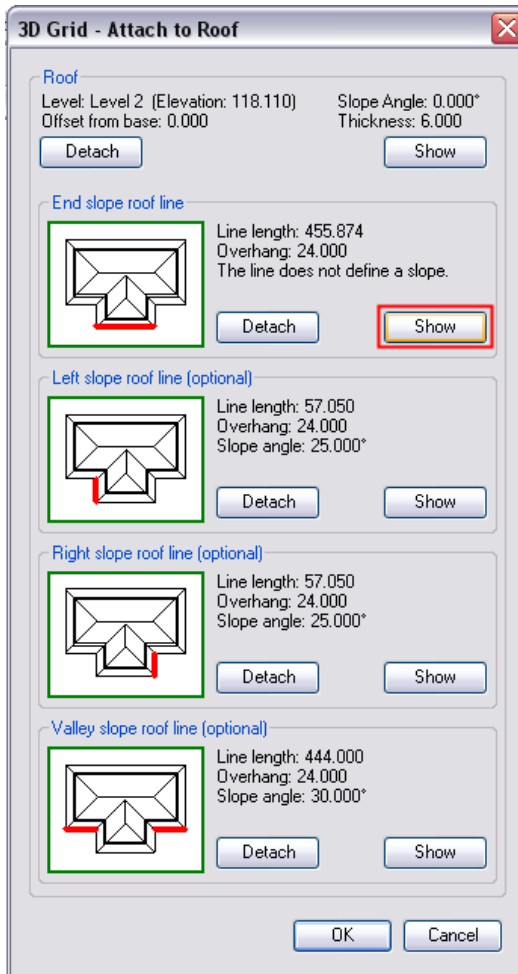 3D Grid - Attach to Roof
Roof
Level: Level 2 (Elevation: 118.110) Slope Angle: 0.000°
Offset from base: 0.000 Thickness: 6.000
Detach Show
End slope roof line
Line length: 455.874
Overhang: 24.000
The line does not define a slope.
Detach Show
Left slope roof line (optional)
Line length: 57.050
Overhang: 24.000
Slope angle: 25.000°
Detach Show
Right slope roof line (optional)
Line length: 57.050
Overhang: 24.000
Slope angle: 25.000°
Detach Show
Valley slope roof line (optional)
Line length: 444.000
Overhang: 24.000
Slope angle: 30.000°
Detach Show
OK Cancel